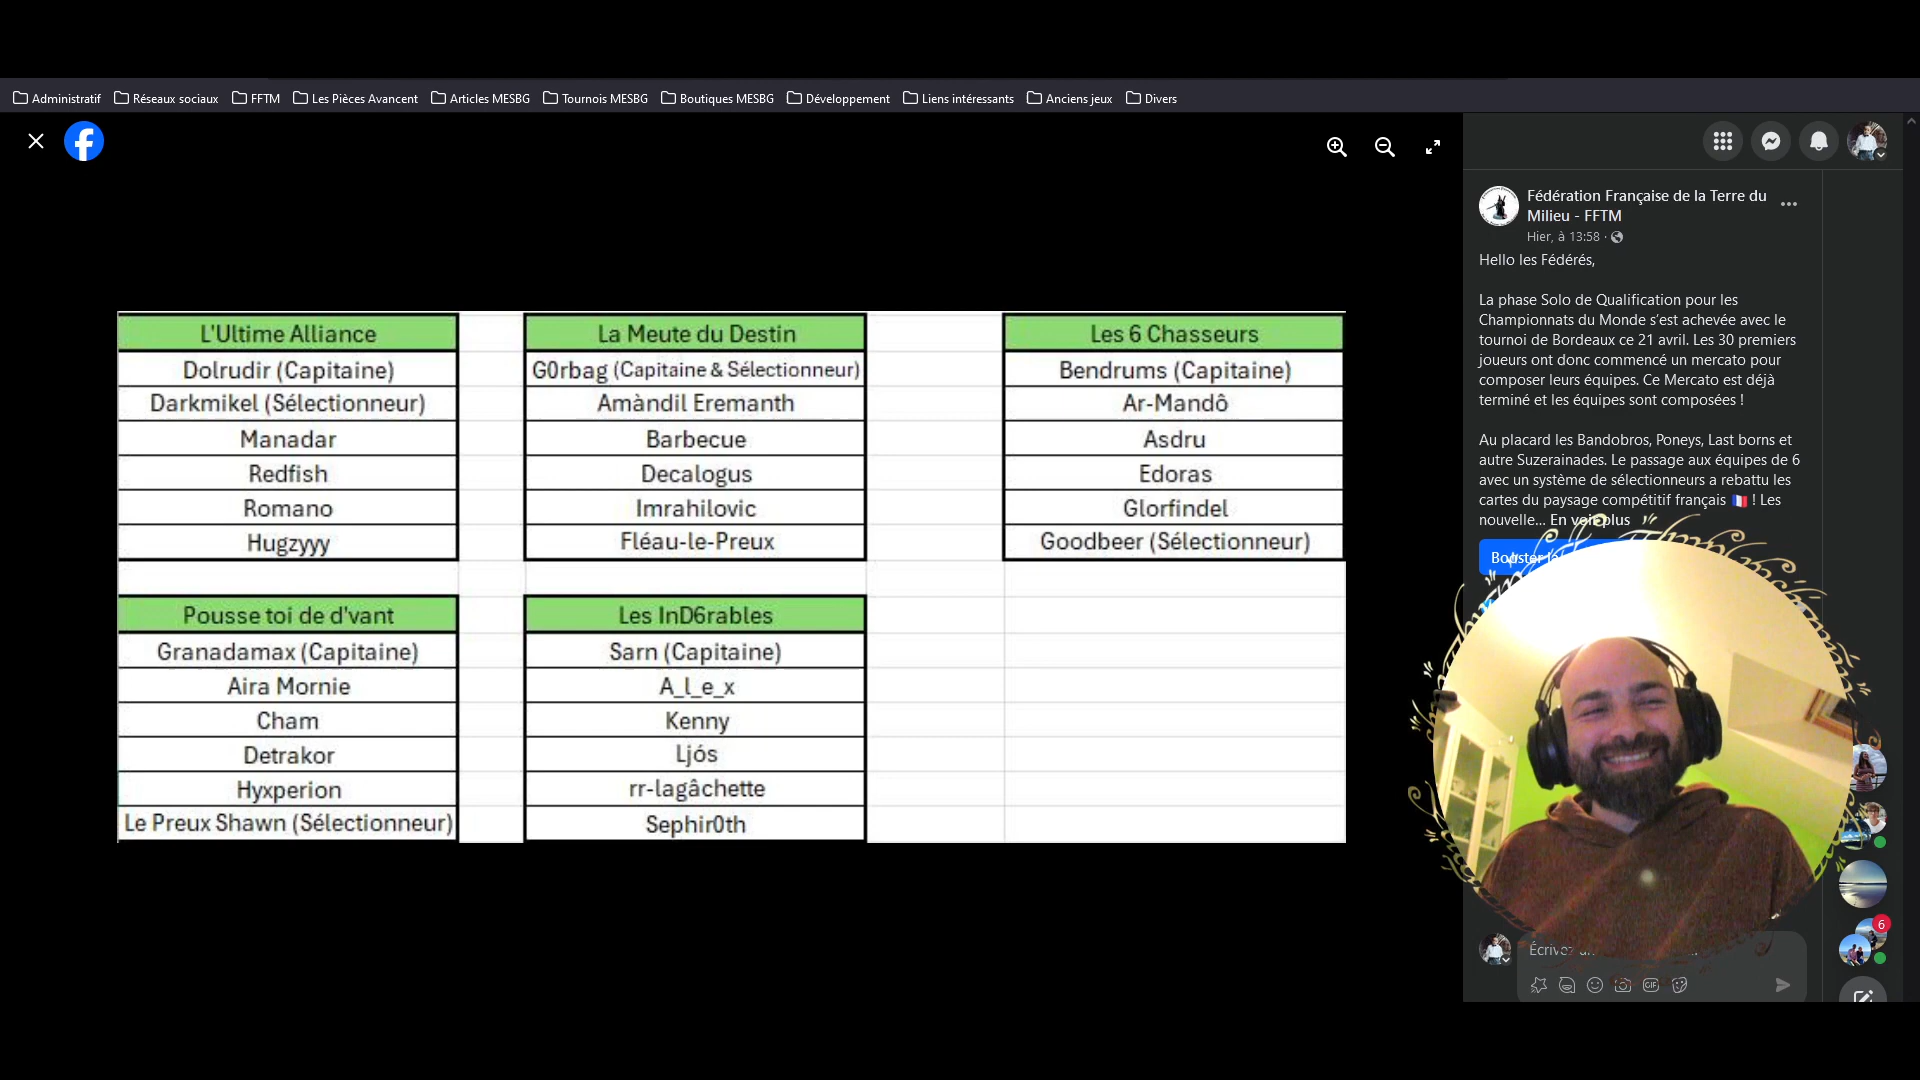 Administratif
Réseaux sociaux
FFTM
Les Pièces Avancent
Articles MESBG
Tournois MESBG
Boutiques MESBG
Développement
Liens intéressants
Anciens jeux
Divers
L'Ultime Alliance
Dolrudir (Capitaine)
Darkmikel (Sélectionneur)
Manadar
Redfish
Romano
Hugzyyy
La Meute du Destin
G0rbag (Capitaine & Sélectionneur)
Amàndil Eremanth
Barbecue
Decalogus
Imrahilovic
Fléau-le-Preux
Les 6 Chasseurs
Bendrums (Capitaine)
Ar-Mandô
Asdru
Edoras
Glorfindel
Goodbeer (Sélectionneur)
Pousse toi de d'vant
Granadamax (Capitaine)
Aira Mornie
Cham
Detrakor
Hyxperion
Le Preux Shawn (Sélectionneur)
Les InD6rables
Sarn (Capitaine)
A_l_e_x
Kenny
Ljós
rr-lagâchette
Sephir0th
Fédération Française de la Terre du
Milieu - FFTM
Hier, à 13:58 ·
Hello les Fédérés,
La phase Solo de Qualification pour les
Championnats du Monde s'est achevée avec le
tournoi de Bordeaux ce 21 avril. Les 30 premiers
joueurs ont donc commencé un mercato pour
composer leurs équipes. Ce Mercato est déjà
terminé et les équipes sont composées !
Au placard les Bandobros, Poneys, Last borns et
autre Suzerainades. Le passage aux équipes de 6
avec un système de sélectionneurs a rebattu les
cartes du paysage compétitif français 🇫🇷 ! Les
nouvelle... En voir plus
Booster
6
Écrivez
GIF